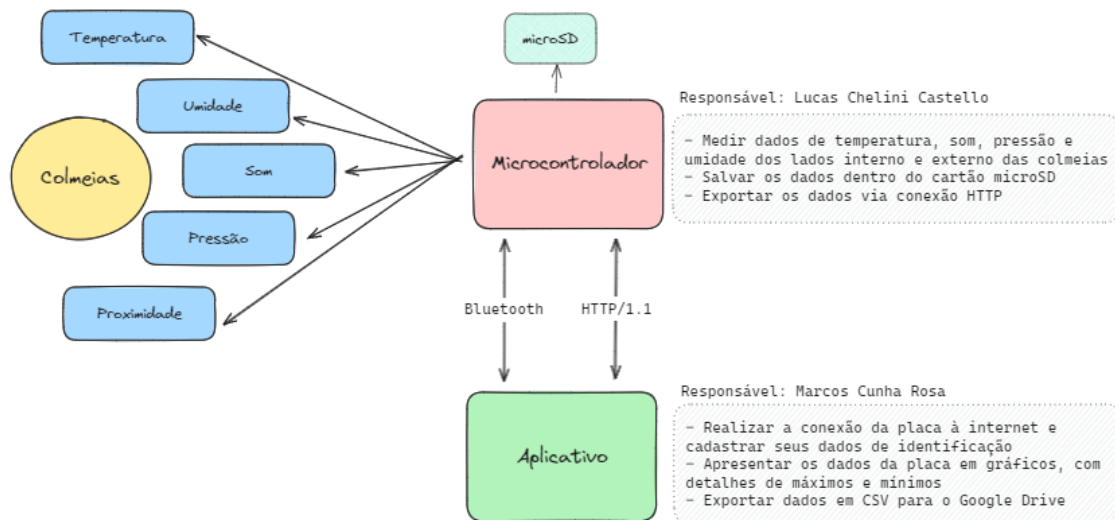 Temperatura
microSD
Umidade
Colmeias
Som
Pressão
Proximidade
Microcontrolador
Responsável: Lucas Chelini Castello
- Medir dados de temperatura, som, pressão e
umidade dos lados interno e externo das colmeias
- Salvar os dados dentro do cartão microSD
- Exportar os dados via conexão HTTP
Bluetooth
HTTP/1.1
Aplicativo
Responsável: Marcos Cunha Rosa
- Realizar a conexão da placa à internet e
cadastrar seus dados de identificação
- Apresentar os dados da placa em gráficos, com
detalhes de máximos e mínimos
- Exportar dados em CSV para o Google Drive